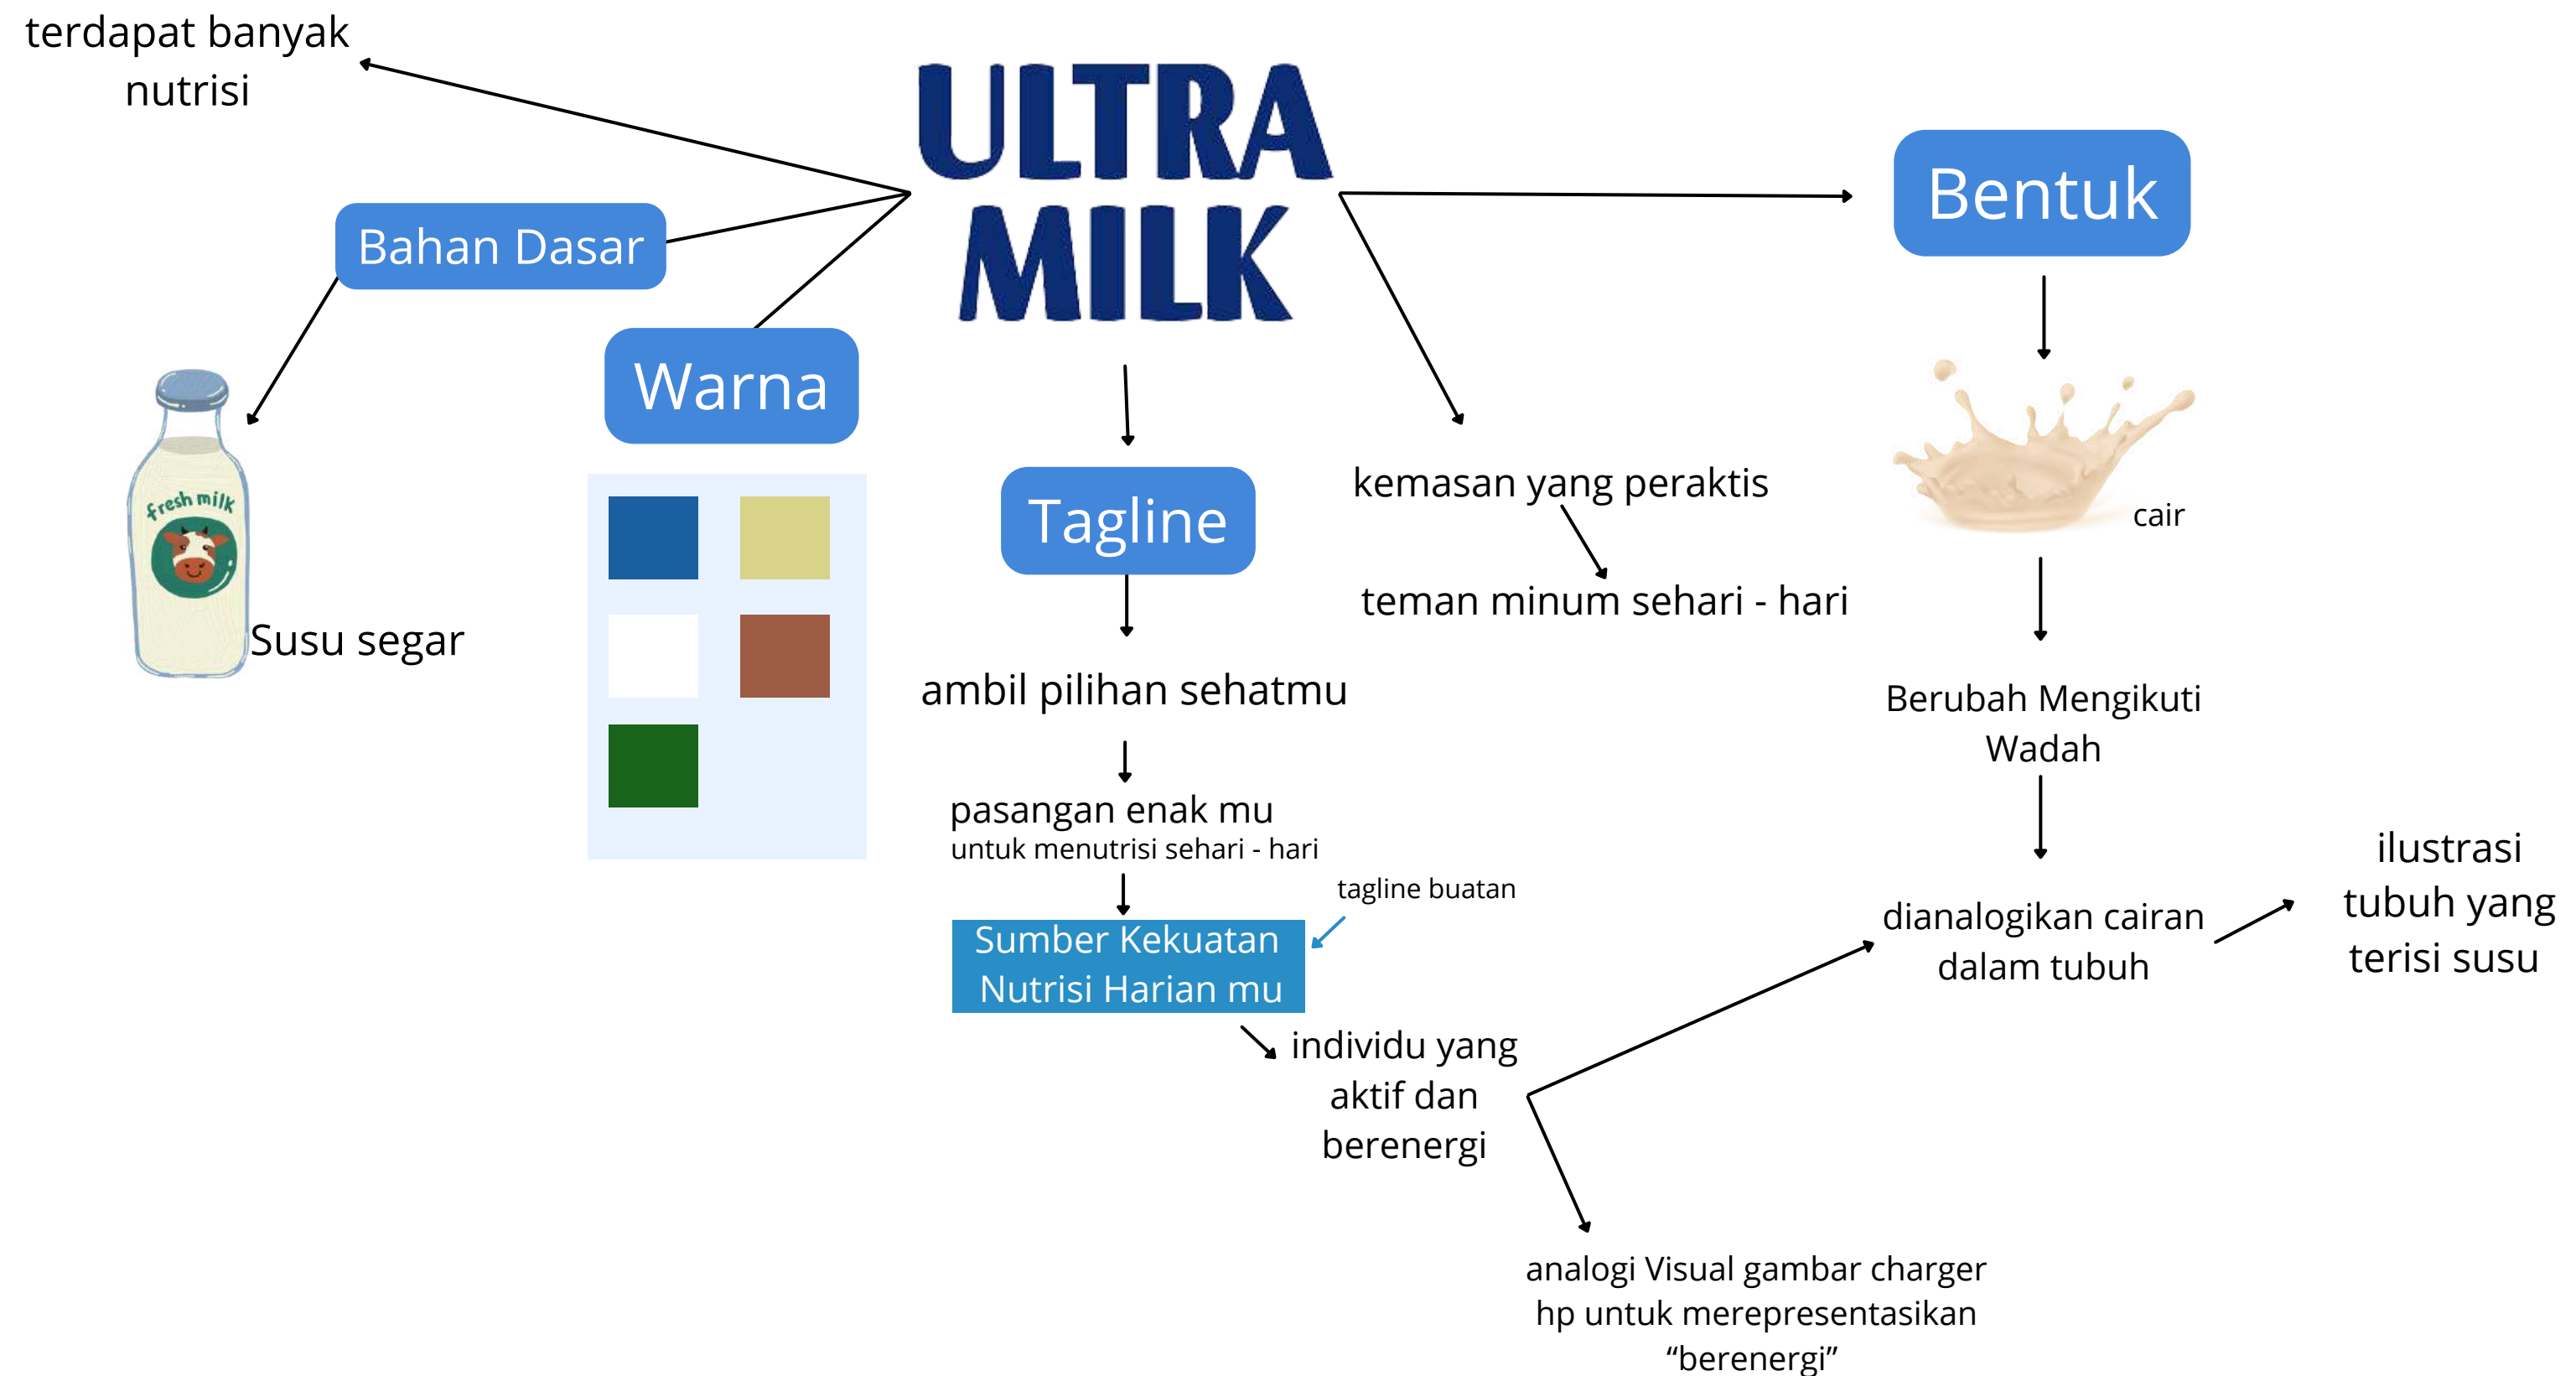 terdapat banyak
nutrisi
ULTRA
MILK
Bentuk
Bahan Dasar
Warna
Tagline
kemasan yang peraktis
cair
fresh milk
teman minum sehari - hari
Susu segar
ambil pilihan sehatmu
Berubah Mengikuti
Wadah
pasangan enak mu
untuk menutrisi sehari - hari
tagline buatan
Sumber Kekuatan
Nutrisi Harian mu
dianalogikan cairan
dalam tubuh
ilustrasi
tubuh yang
terisi susu
individu yang
aktif dan
berenergi
analogi Visual gambar charger
hp untuk merepresentasikan
“berenergi”